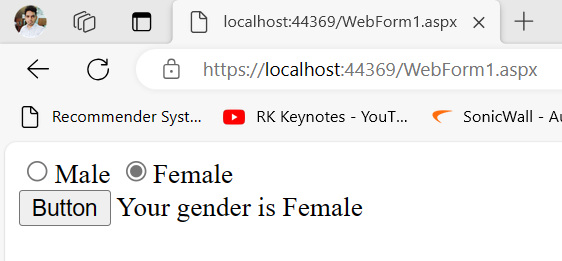 localhost:44369/WebForm1.aspx
https://localhost:44369/WebForm1.aspx
Recommender Syst... RK Keynotes - YouT... SonicWall - Au
Male Female
Button Your gender is Female